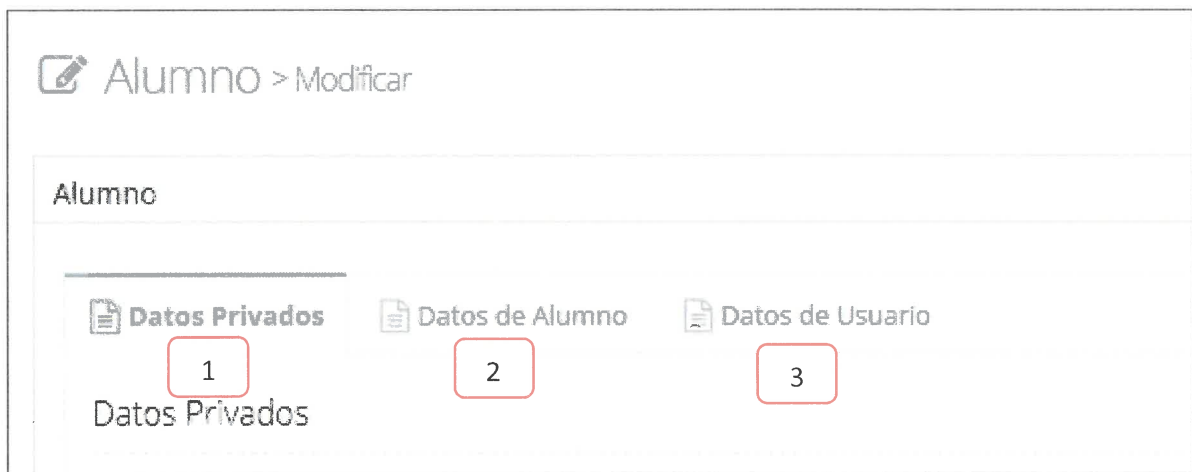 Alumno > Modificar
Alumno
Datos Privados Datos de Alumno Datos de Usuario
1 2 3
Datos Privados